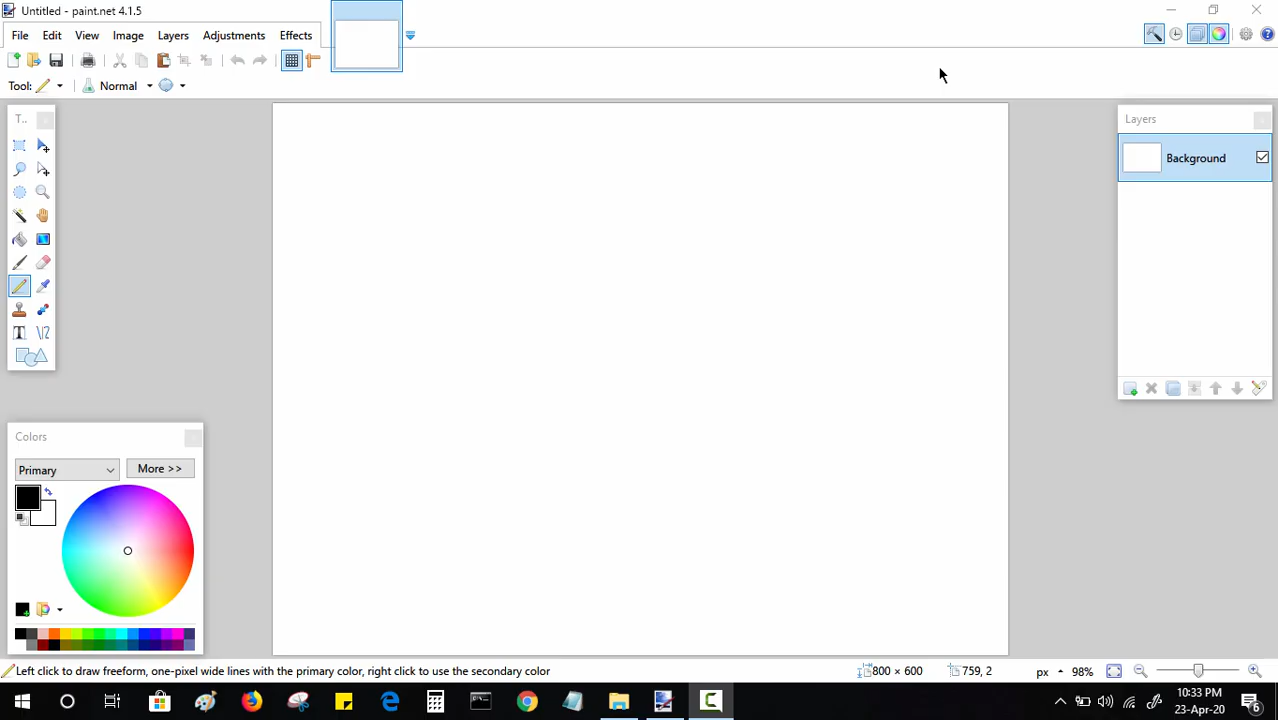 Untitled - paint.net 4.1.5
File Edit View Image Layers Adjustments Effects
Tool: Normal
T..
Layers
Background
Colors
Primary
More >>
Left click to draw freeform, one-pixel wide lines with the primary color, right click to use the secondary color
800 × 600
759, 2
px
98%
10:33 PM
23-Apr-20
6